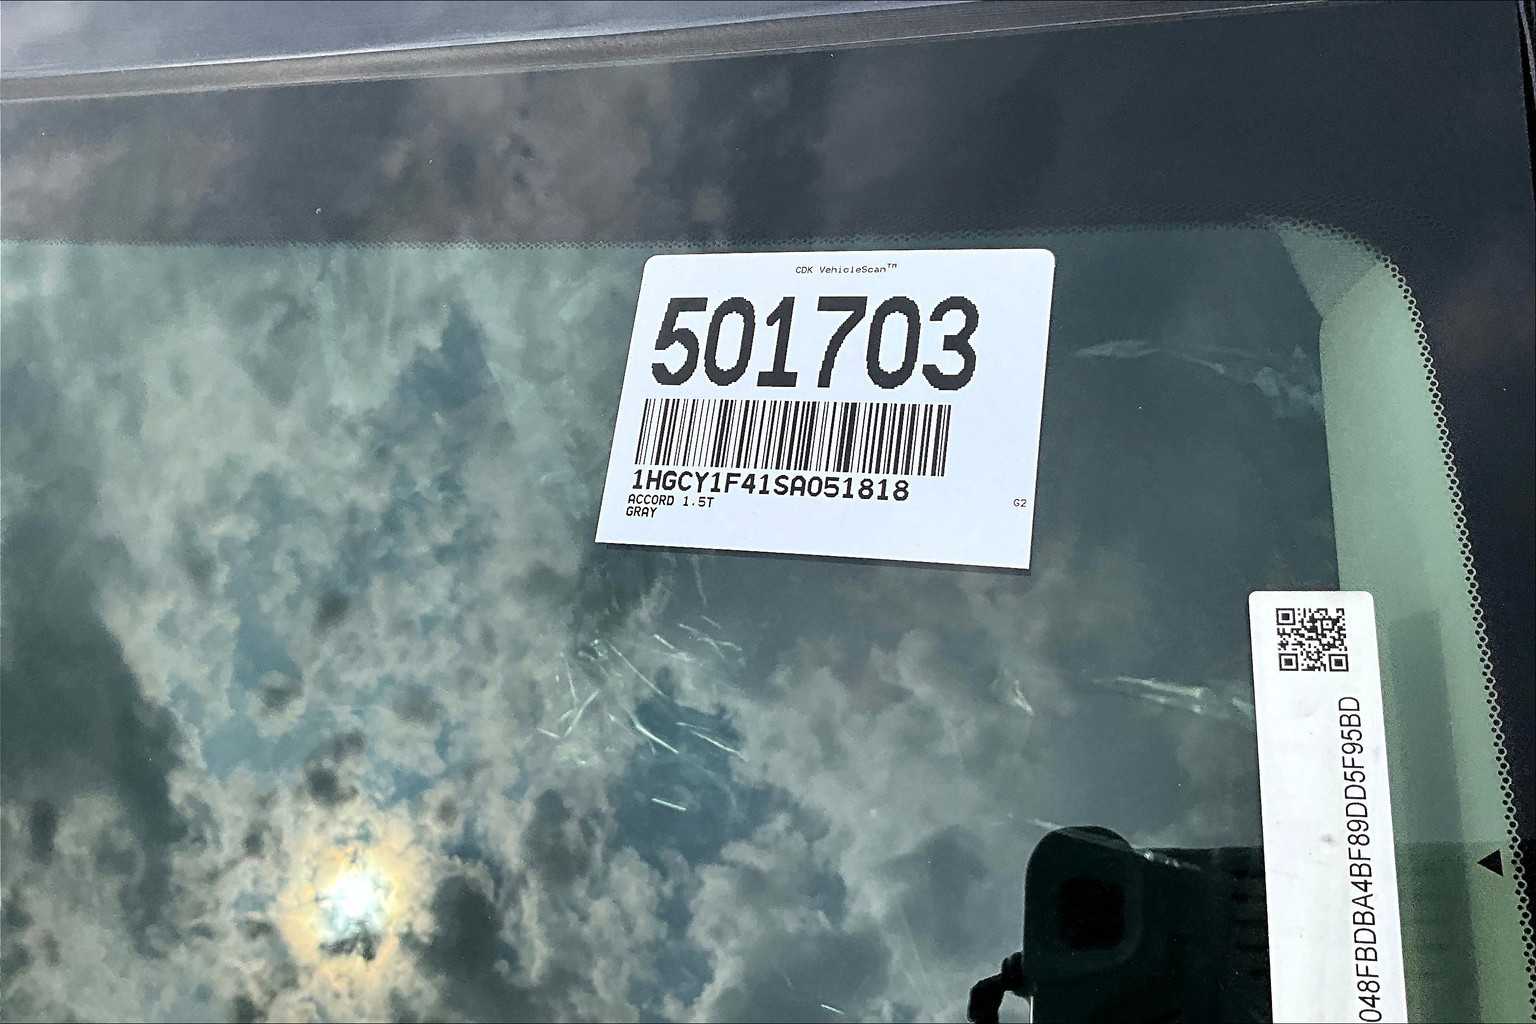 CDK VehicleScan™
501703
1HGCY1F41SA051818
ACCORD 1.5T
GRAY
G2
048FBDBA4BF89DD5F95BD